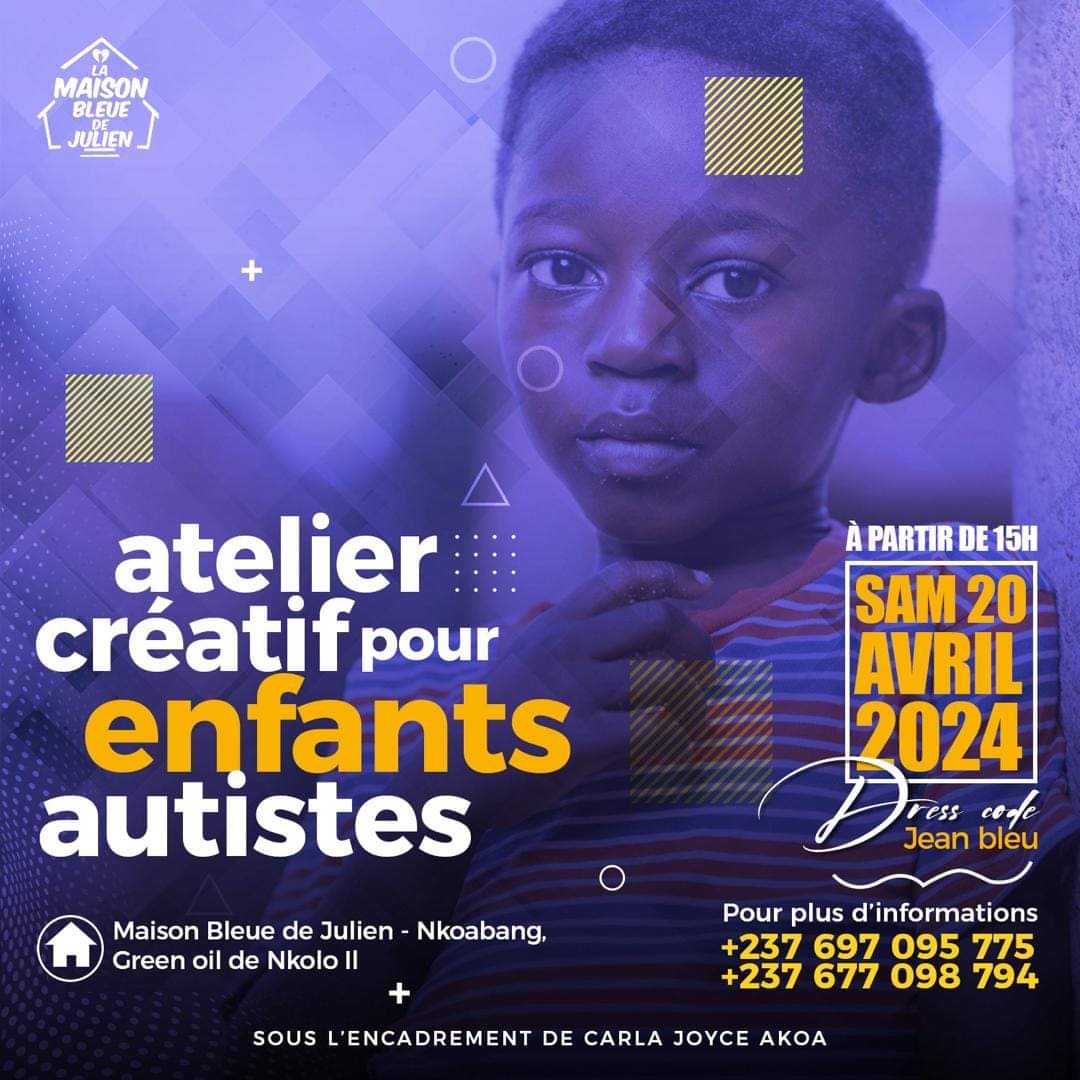 LA
MAISON
BLEUE
DE
JULIEN
atelier
créatif pour
enfants
autistes
À PARTIR DE 15H
SAM 20
AVRIL
2024
Dress code
Jean bleu
Maison Bleue de Julien - Nkoabang,
Green oil de Nkolo II
Pour plus d'informations
+237 697 095 775
+237 677 098 794
SOUS L'ENCADREMENT DE CARLA JOYCE AKOA